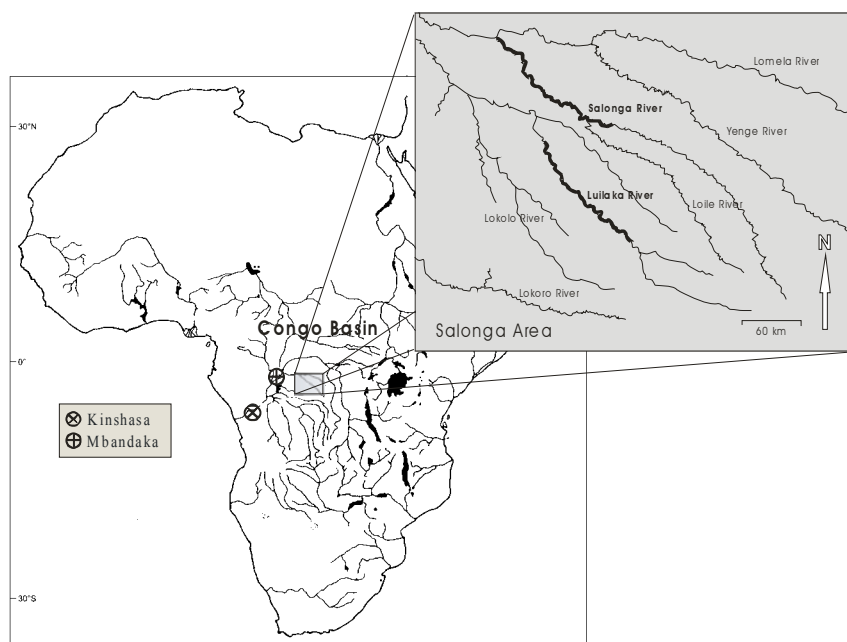 Lomela River
Salonga River
Yenge River
Luilaka River
Loile River
Lokolo River
N
Lokoro River
60 km
Salonga Area
30°N
Congo Basin
0°
Kinshasa
Mbandaka
30°S